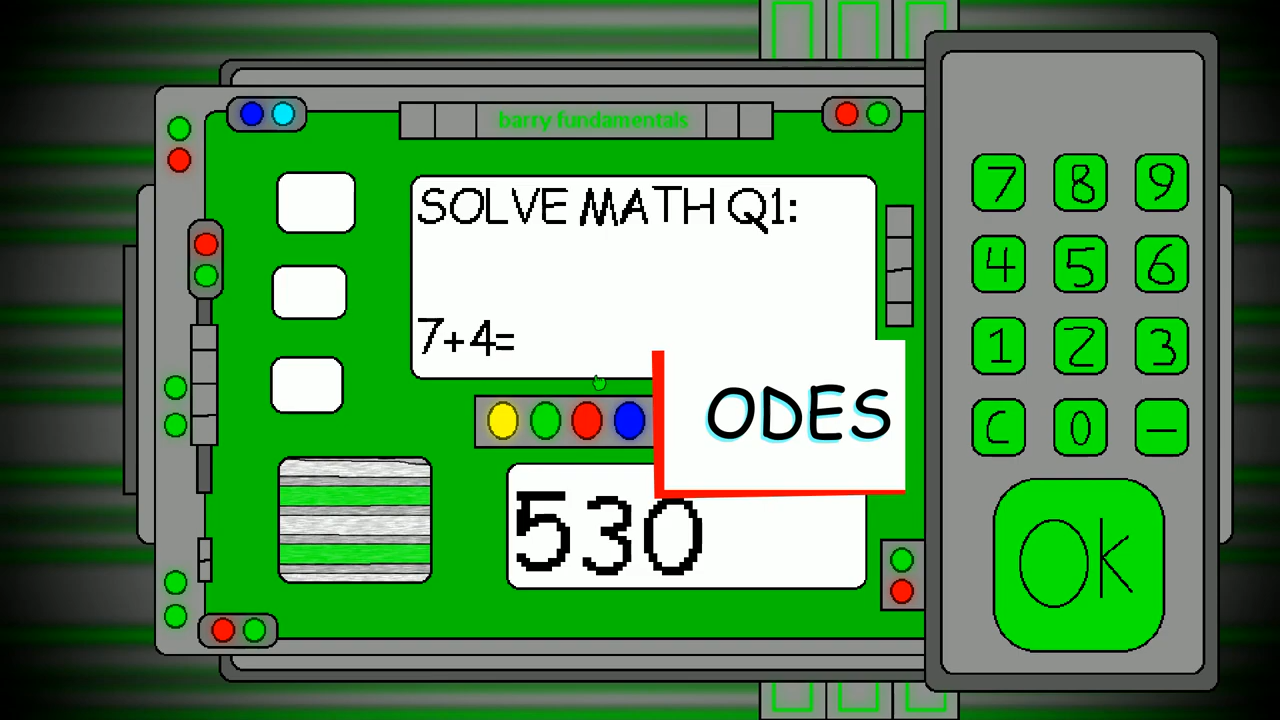 barry fundamentals
SOLVE MATH Q1:
7+4=
ODES
530
7 8 9
4 5 6
1 2 3
C 0 -
OK